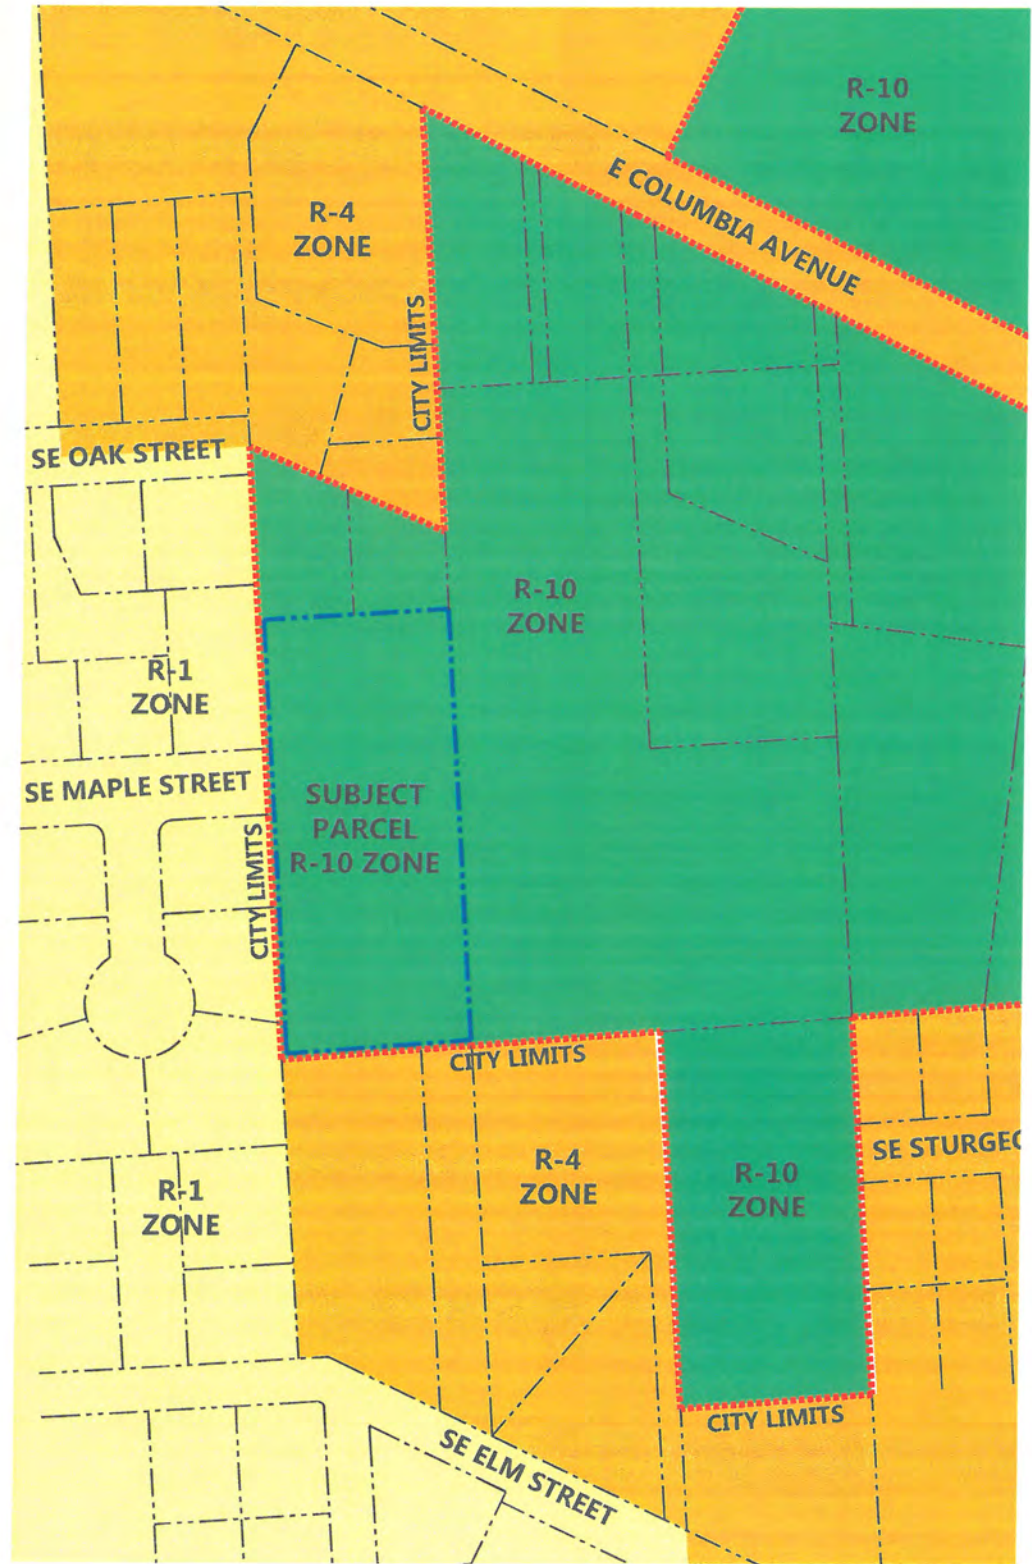 R-10
ZONE
E COLUMBIA AVENUE
R-4
ZONE
CITY LIMITS
SE OAK STREET
R-10
ZONE
R-1
ZONE
SE MAPLE STREET
SUBJECT
PARCEL
R-10 ZONE
CITY LIMITS
CITY LIMITS
SE STURGEO
R-4
ZONE
R-10
ZONE
R-1
ZONE
CITY LIMITS
SE ELM STREET